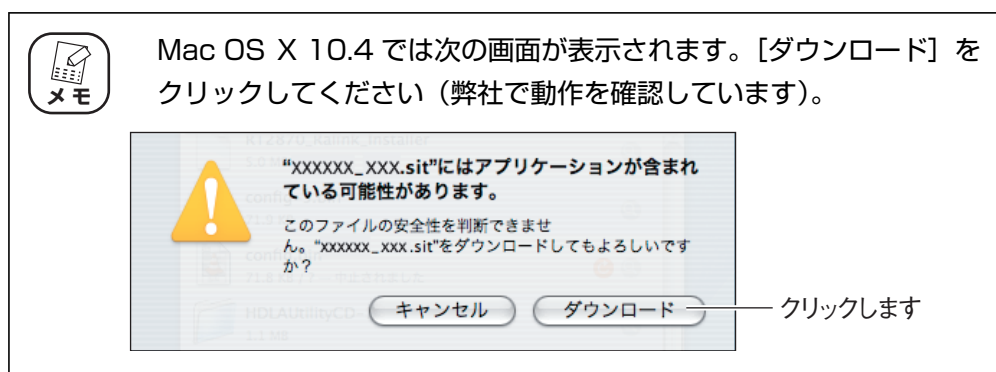 Mac OS X 10.4 では次の画面が表示されます。[ダウンロード] を
クリックしてください（弊社で動作を確認しています）。
メモ
RT2870_Ralink_Installer
“XXXXXX_XXX.sit”にはアプリケーションが含まれ
ている可能性があります。
このファイルの安全性を判断できませ
ん。“xxxxxx_xxx.sit”をダウンロードしてもよろしいです
か？
HDLAUtilityCD
キャンセル
ダウンロード
クリックします